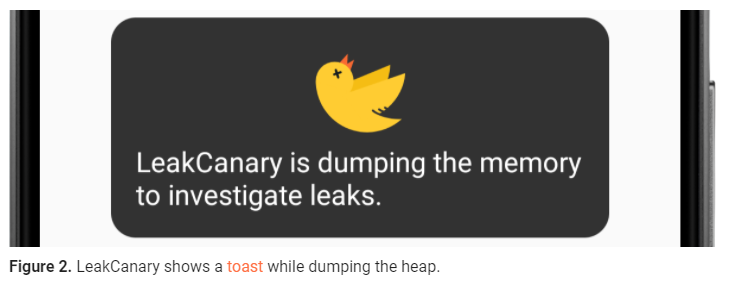 LeakCanary is dumping the memory
to investigate leaks.
Figure 2. LeakCanary shows a toast while dumping the heap.